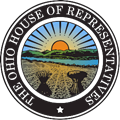 THE OHIO HOUSE OF REPRESENTATIVES